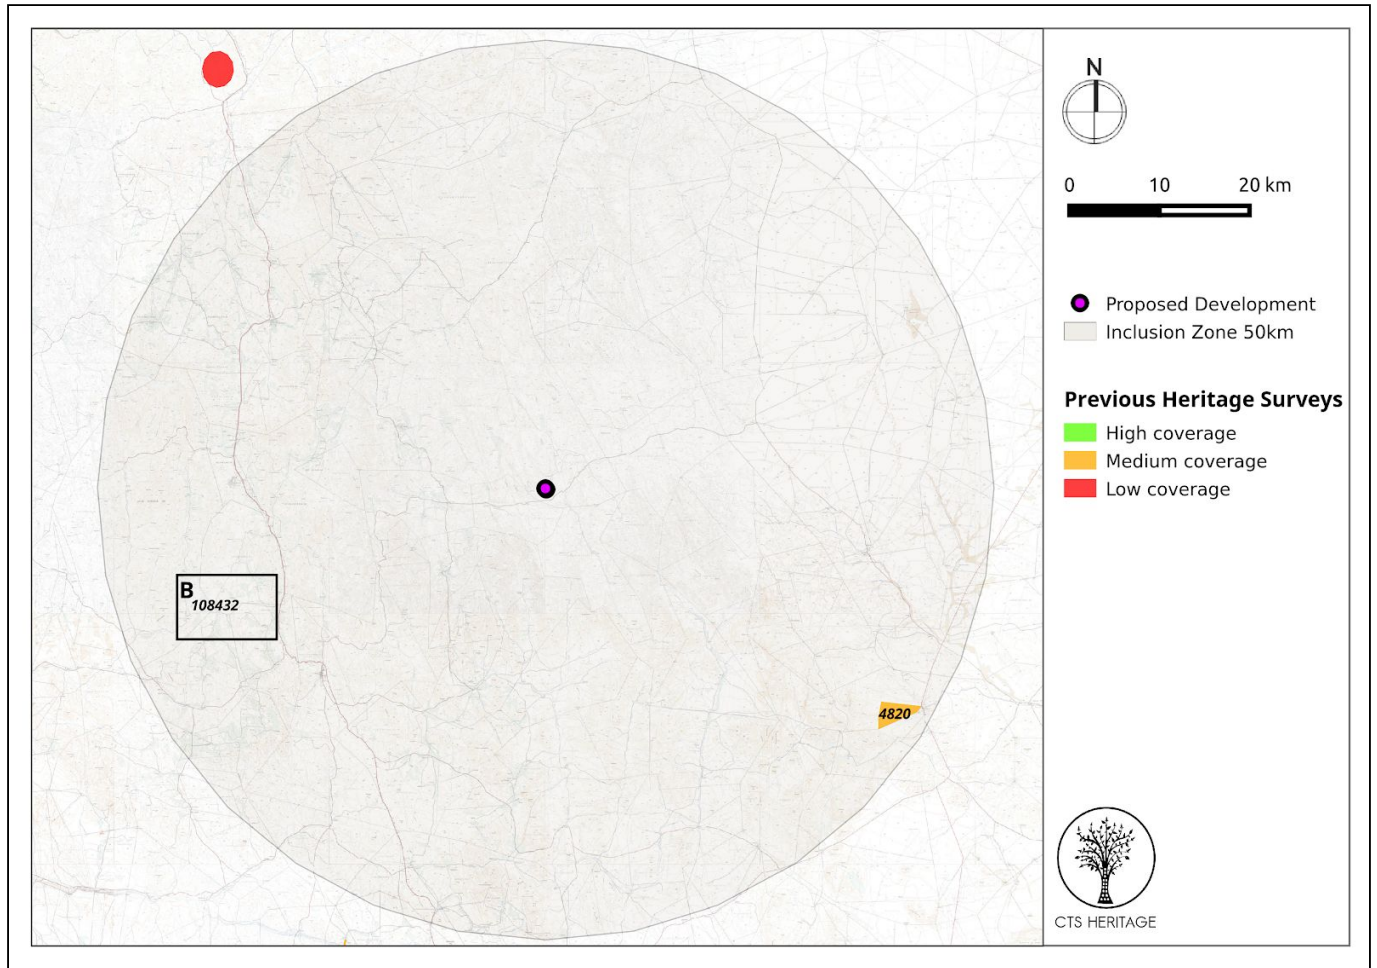 N
0 10 20 km
Proposed Development
Inclusion Zone 50km
Previous Heritage Surveys
High coverage
Medium coverage
Low coverage
B
108432
4820
CTS HERITAGE